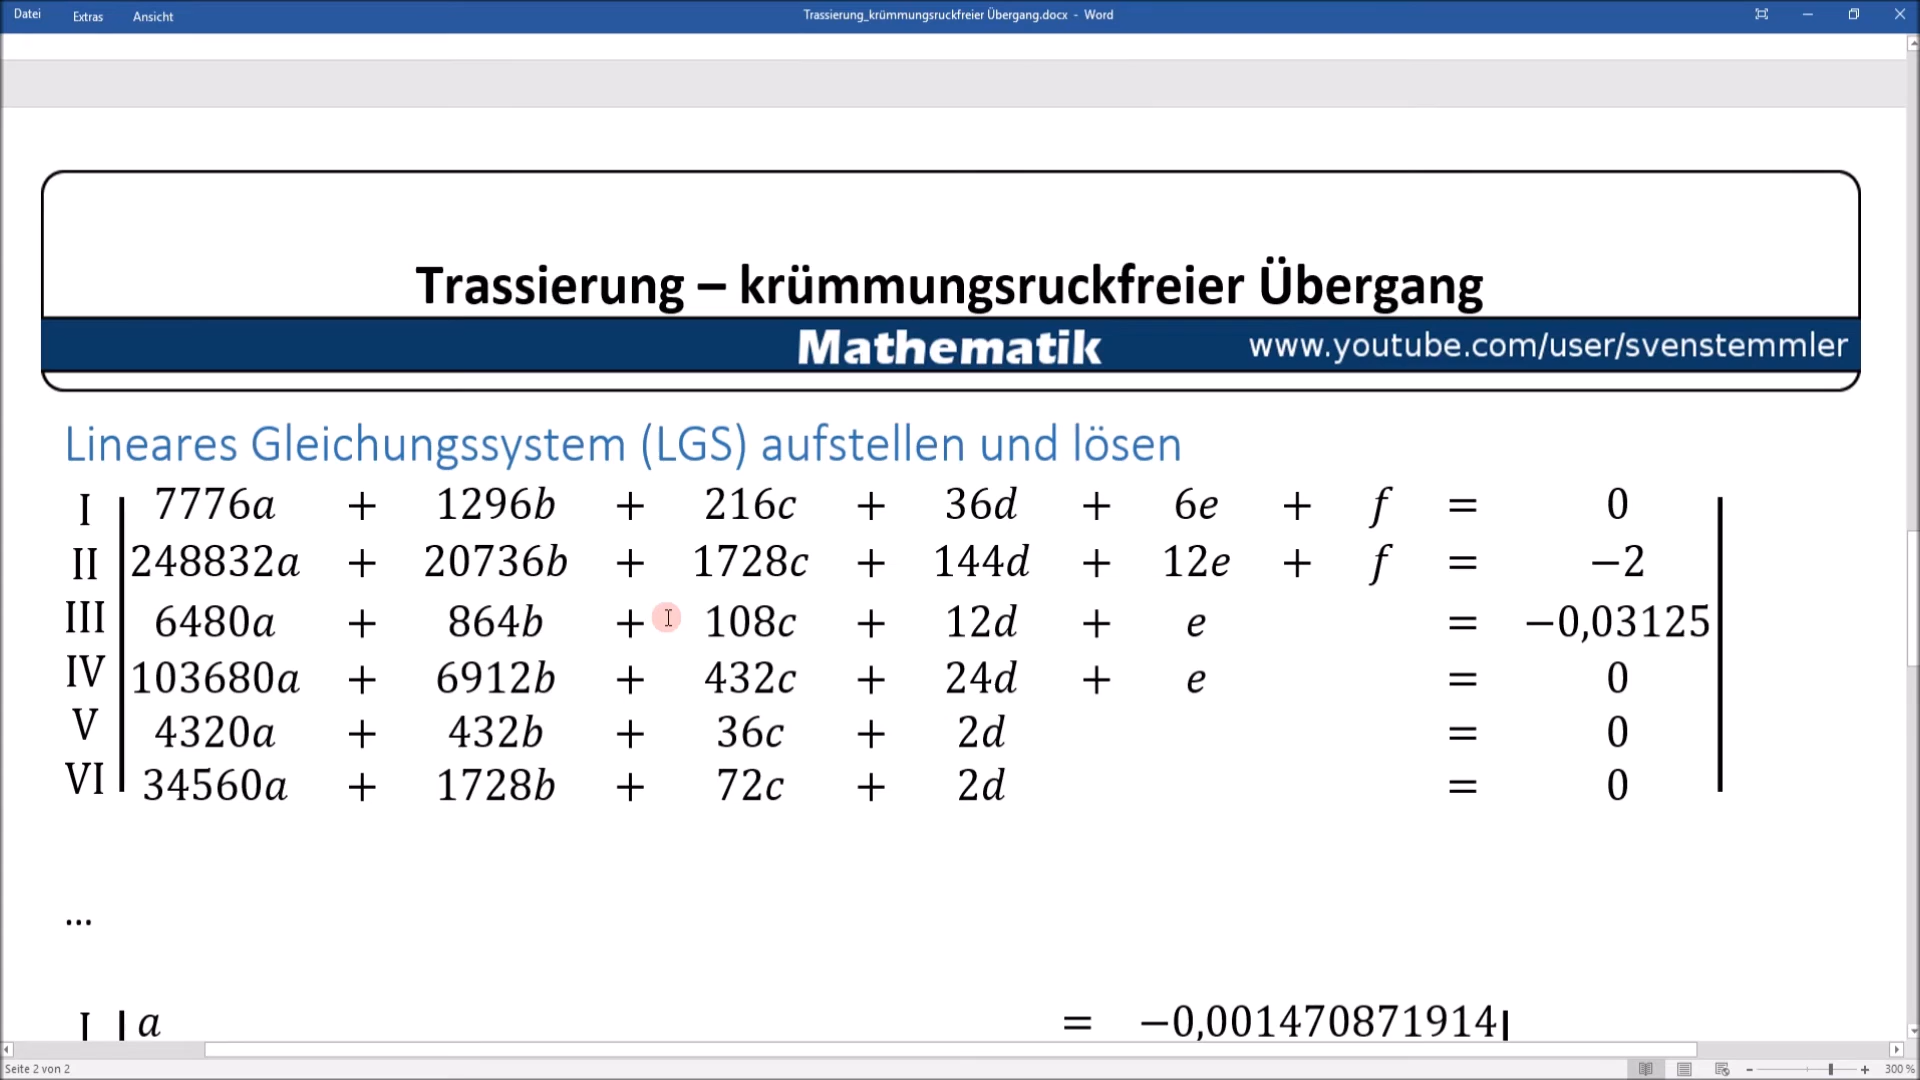 Datei Extras Ansicht Trassierung_krümmungsruckfreier Übergang.docx - Word
Trassierung – krümmungsruckfreier Übergang
Mathematik www.youtube.com/user/svenstemmler
Lineares Gleichungssystem (LGS) aufstellen und lösen
I 7776a + 1296b + 216c + 36d + 6e + f = 0
II 248832a + 20736b + 1728c + 144d + 12e + f = −2
III 6480a + 864b + 108c + 12d + e = −0,03125
IV 103680a + 6912b + 432c + 24d + e = 0
V 4320a + 432b + 36c + 2d = 0
VI 34560a + 1728b + 72c + 2d = 0
...
I a = −0,001470871914
Seite 2 von 2 300 %